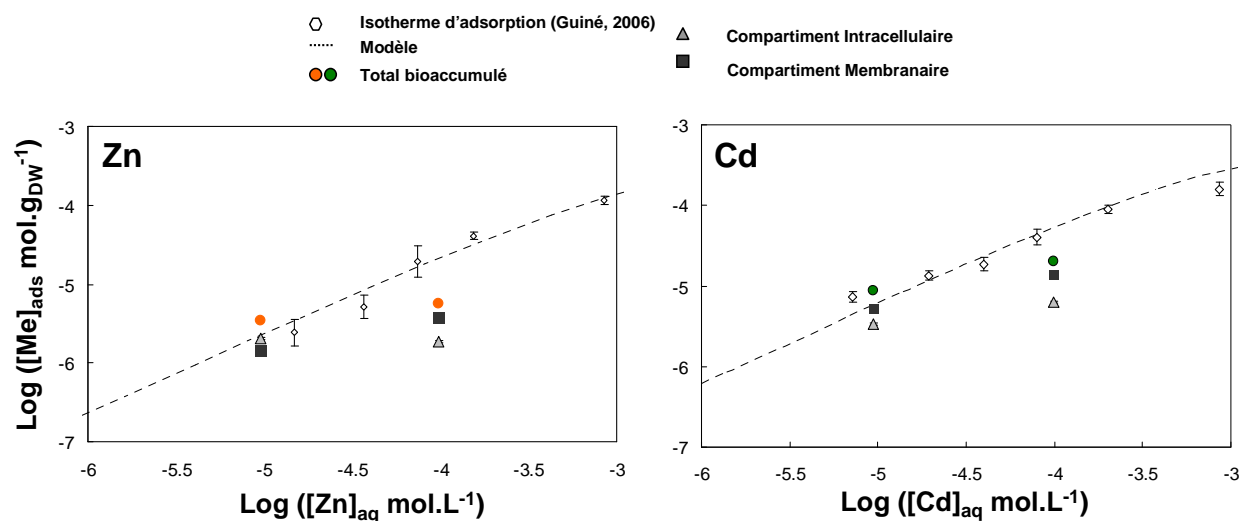 Isotherme d'adsorption (Guiné, 2006)
Modèle
Total bioaccumulé
Compartiment Intracellulaire
Compartiment Membranaire
Zn
Log ([Me]ads mol.gDW-1)
-3
-4
-5
-6
-7
-6 -5.5 -5 -4.5 -4 -3.5 -3
Log ([Zn]aq mol.L-1)
Cd
-3
-4
-5
-6
-7
-6 -5.5 -5 -4.5 -4 -3.5 -3
Log ([Cd]aq mol.L-1)